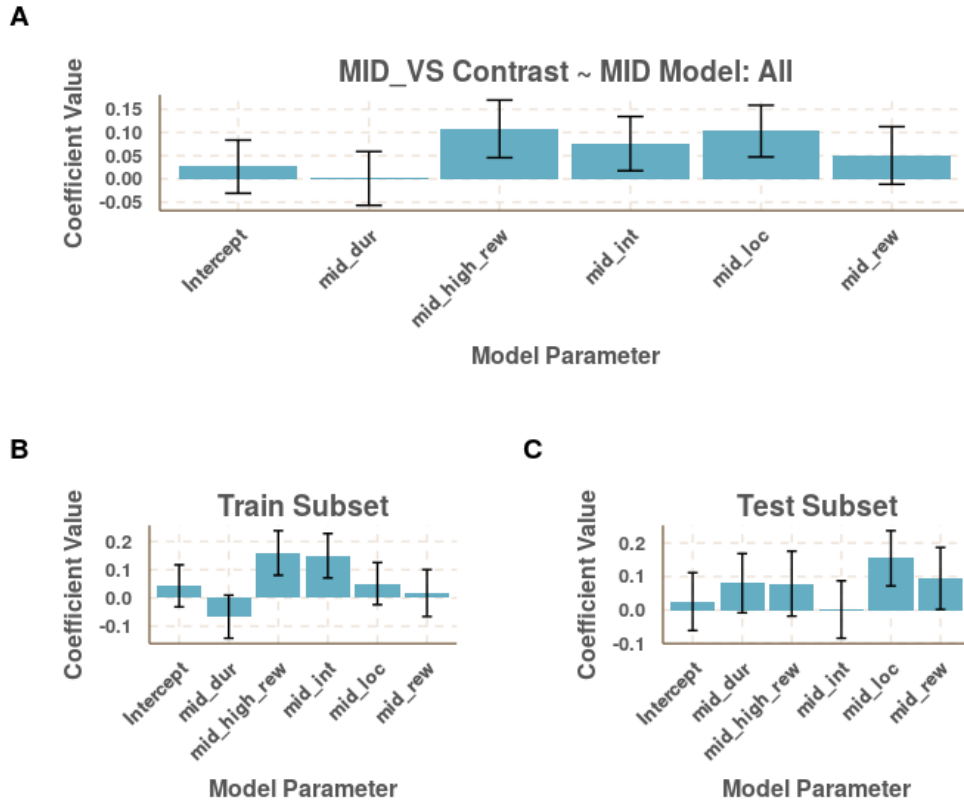 A
MID_VS Contrast ~ MID Model: All
Coefficient Value
0.15
0.10
0.05
0.00
-0.05
Intercept
mid_dur
mid_high_rew
mid_int
mid_loc
mid_rew
Model Parameter
B
Train Subset
Coefficient Value
0.2
0.1
0.0
-0.1
Intercept
mid_dur
mid_high_rew
mid_int
mid_loc
mid_rew
Model Parameter
C
Test Subset
Coefficient Value
0.2
0.1
0.0
-0.1
Intercept
mid_dur
mid_high_rew
mid_int
mid_loc
mid_rew
Model Parameter